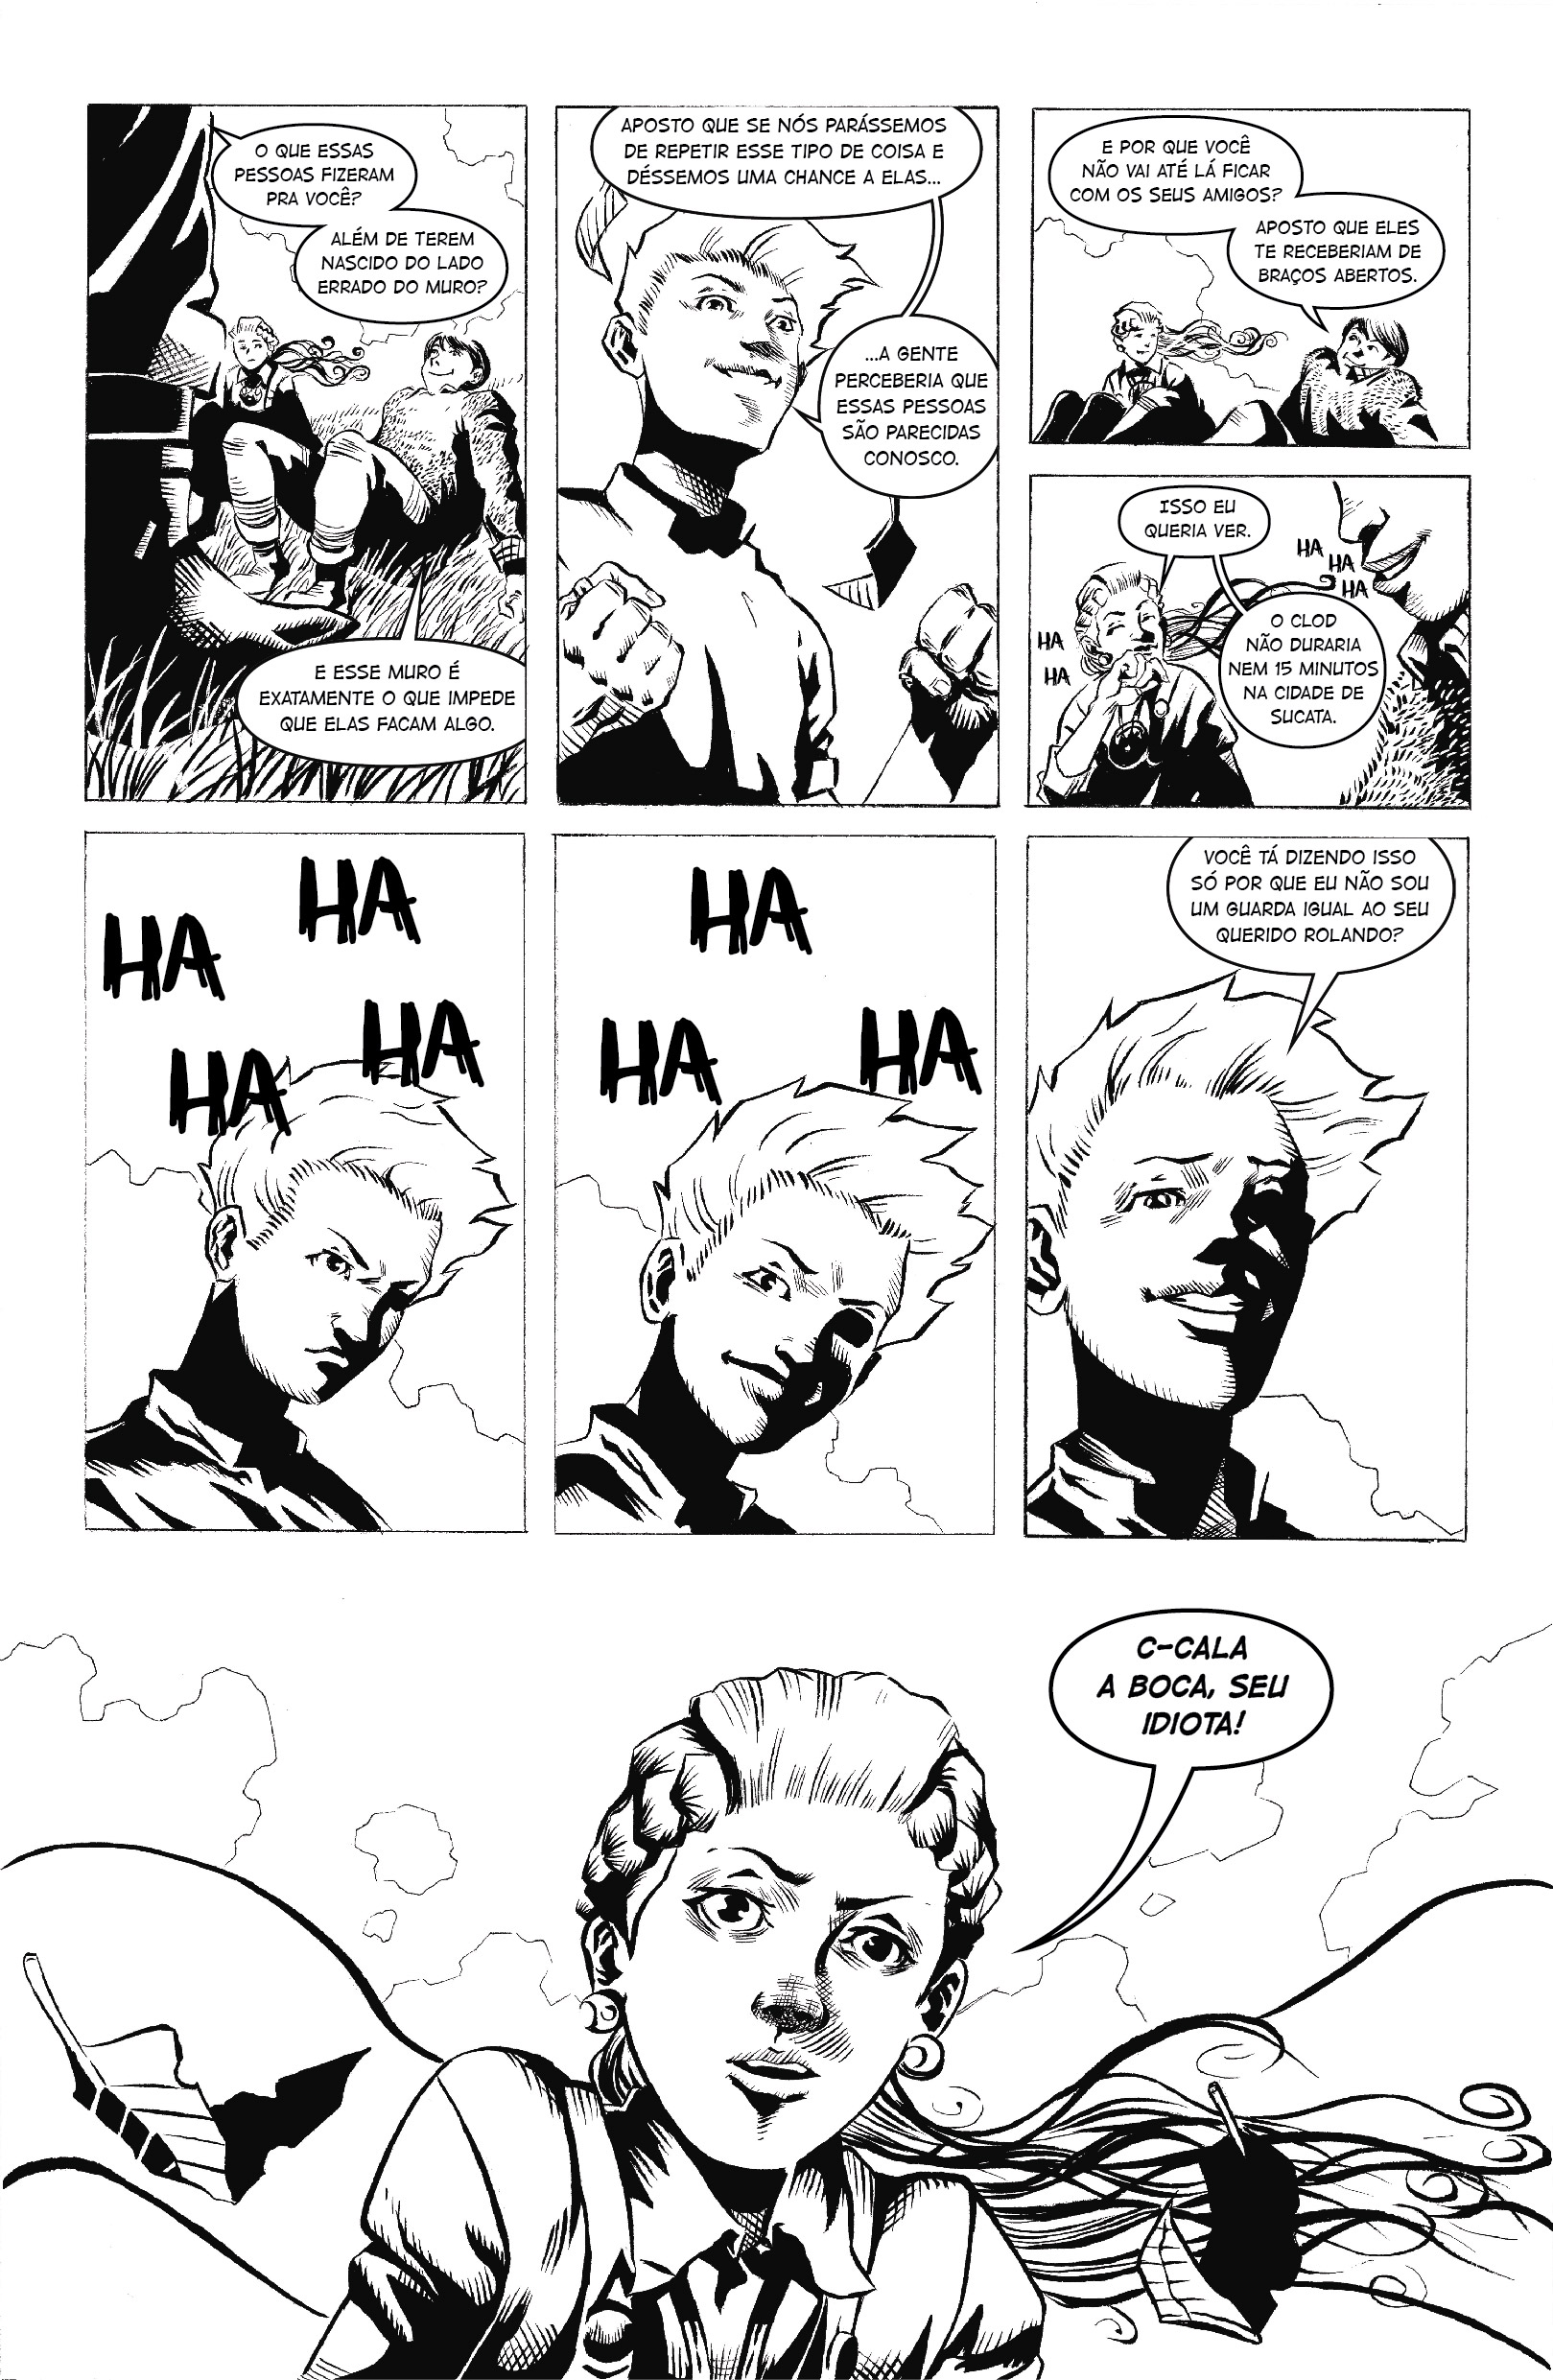 O QUE ESSAS
PESSOAS FIZERAM
PRA VOCÊ?
ALÉM DE TEREM
NASCIDO DO LADO
ERRADO DO MURO?
E ESSE MURO É
EXATAMENTE O QUE IMPEDE
QUE ELAS FACAM ALGO.
APOSTO QUE SE NÓS PARÁSSEMOS
DE REPETIR ESSE TIPO DE COISA E
DÉSSEMOS UMA CHANCE A ELAS...
...A GENTE
PERCEBERIA QUE
ESSAS PESSOAS
SÃO PARECIDAS
CONOSCO.
E POR QUE VOCÊ
NÃO VAI ATÉ LÁ FICAR
COM OS SEUS AMIGOS?
APOSTO QUE ELES
TE RECEBERIAM DE
BRAÇOS ABERTOS.
ISSO EU
QUERIA VER.
HA
HA
HA
O CLOD
NÃO DURARIA
NEM 15 MINUTOS
NA CIDADE DE
SUCATA.
HA
HA
HA
HA
HA
HA
HA
HA
HA
VOCÊ TÁ DIZENDO ISSO
SÓ POR QUE EU NÃO SOU
UM GUARDA IGUAL AO SEU
QUERIDO ROLANDO?
C-CALA
A BOCA, SEU
IDIOTA!